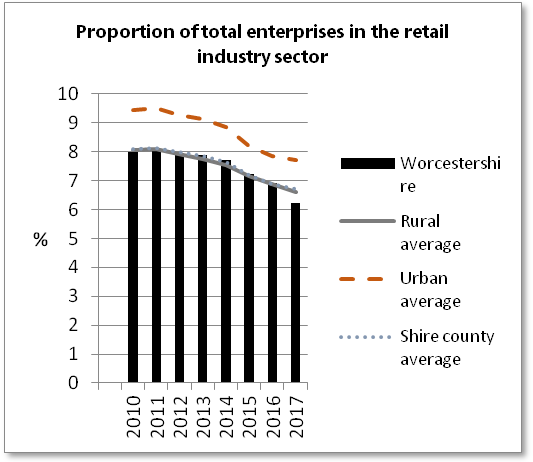 Proportion of total enterprises in the retail
industry sector
10
9
8
7
6
5
4
3
2
1
0
%
2010
2011
2012
2013
2014
2015
2016
2017
Worcestershi
re
Rural
average
Urban
average
Shire county
average